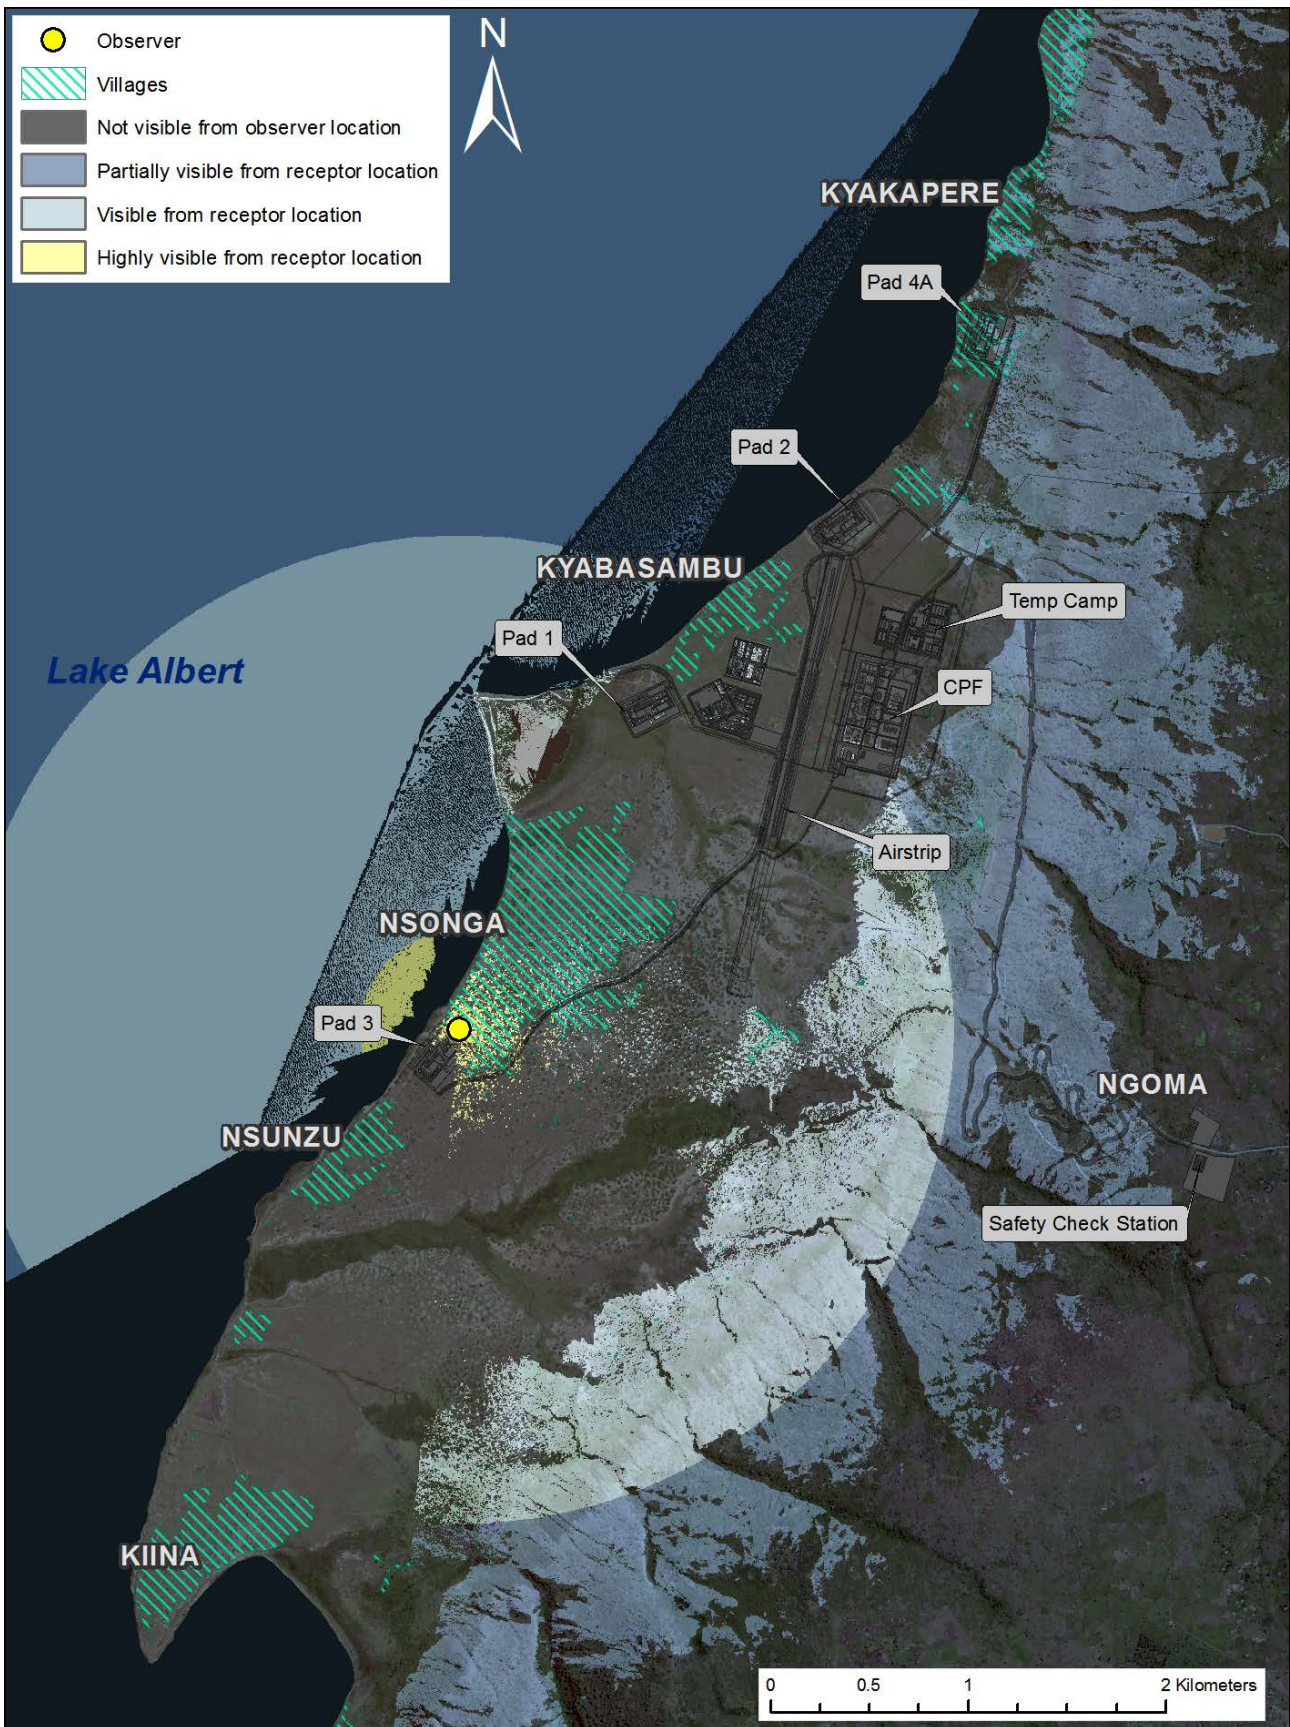 Observer
Villages
Not visible from observer location
Partially visible from receptor location
Visible from receptor location
Highly visible from receptor location
N
KYAKAPERE
Pad 4A
Pad 2
KYABASAMBU
Temp Camp
Pad 1
Lake Albert
CPF
Airstrip
NSONGA
Pad 3
NGOMA
NSUNZU
Safety Check Station
KIINA
0 0.5 1 2 Kilometers